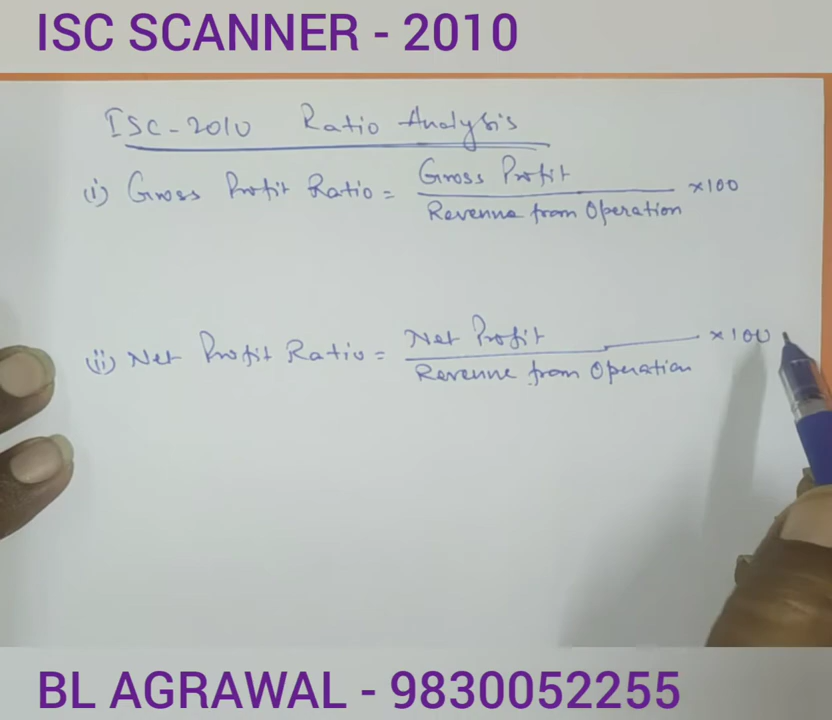 ISC SCANNER - 2010
ISC-2010 Ratio Analysis
i) Gross Profit Ratio = Gross Profit / Revenue from Operation ×100
ii) Net Profit Ratio = Net Profit / Revenue from Operation ×100
BL AGRAWAL - 9830052255